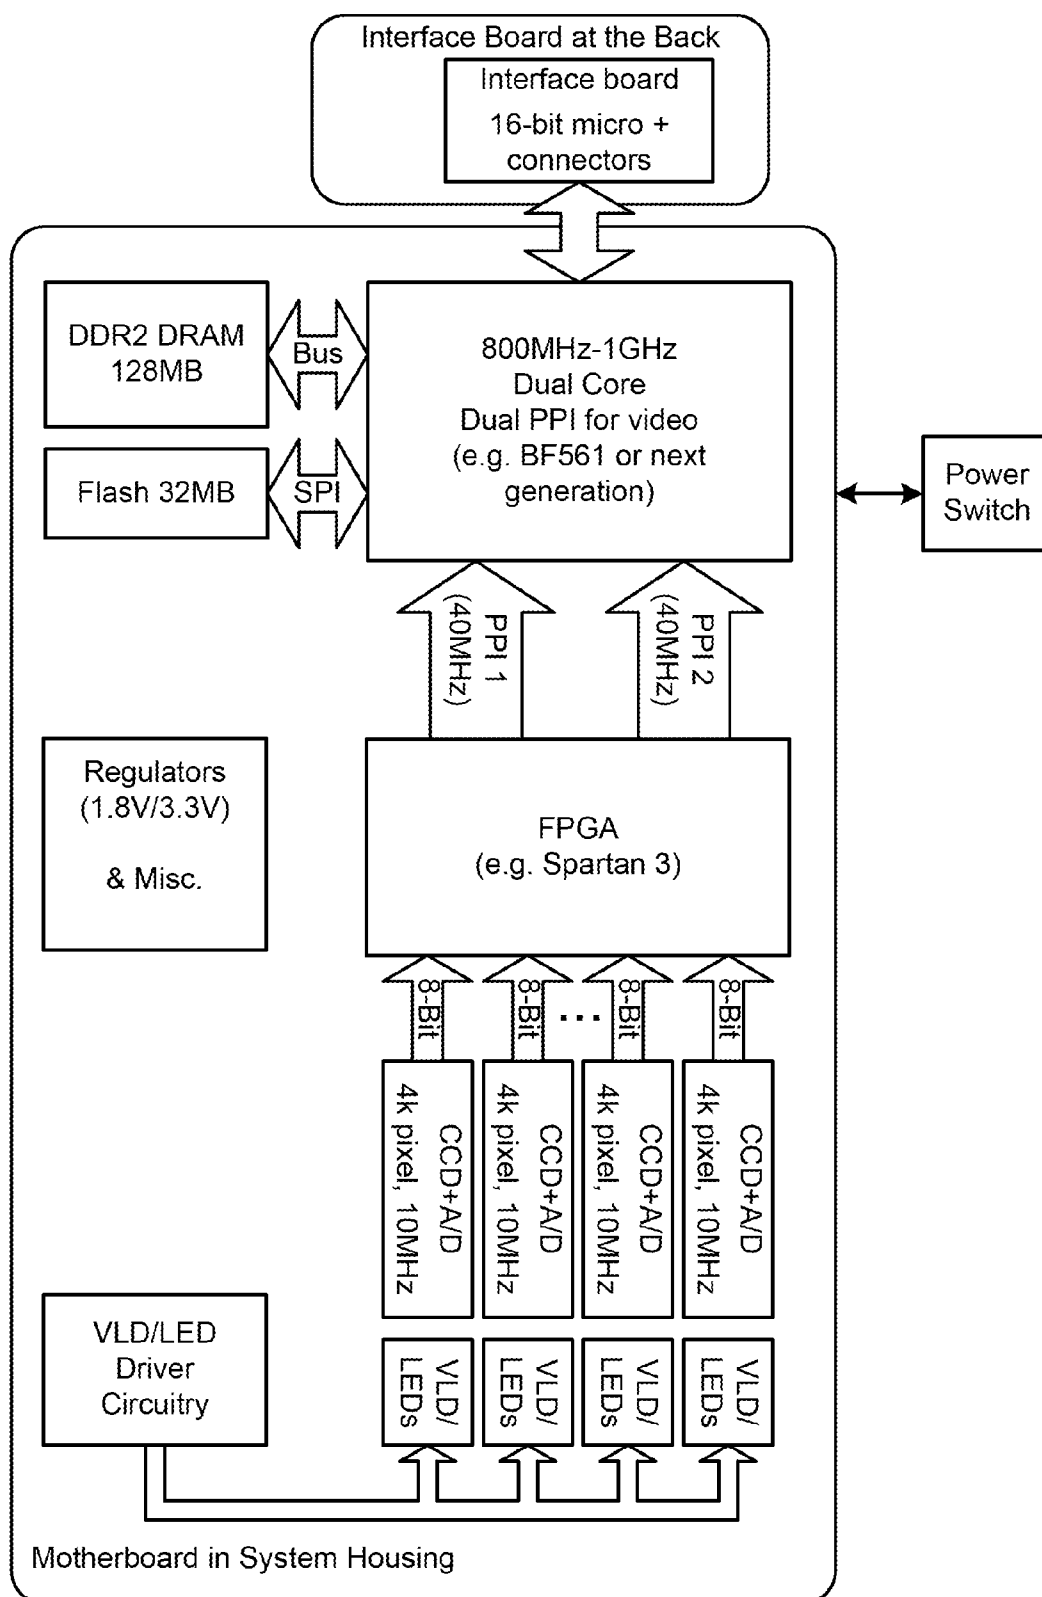 Interface Board at the Back
Interface board
16-bit micro +
connectors
DDR2 DRAM
128MB
Bus
800MHz-1GHz
Dual Core
Dual PPI for video
(e.g. BF561 or next
generation)
Flash 32MB
SPI
Power
Switch
PPI 1
(40MHz)
PPI 2
(40MHz)
Regulators
(1.8V/3.3V)
& Misc.
FPGA
(e.g. Spartan 3)
8-Bit
8-Bit
...
8-Bit
8-Bit
CCD+A/D
4k pixel, 10MHz
CCD+A/D
4k pixel, 10MHz
CCD+A/D
4k pixel, 10MHz
CCD+A/D
4k pixel, 10MHz
VLD/LED
Driver
Circuitry
VLD/
LEDs
VLD/
LEDs
VLD/
LEDs
VLD/
LEDs
Motherboard in System Housing